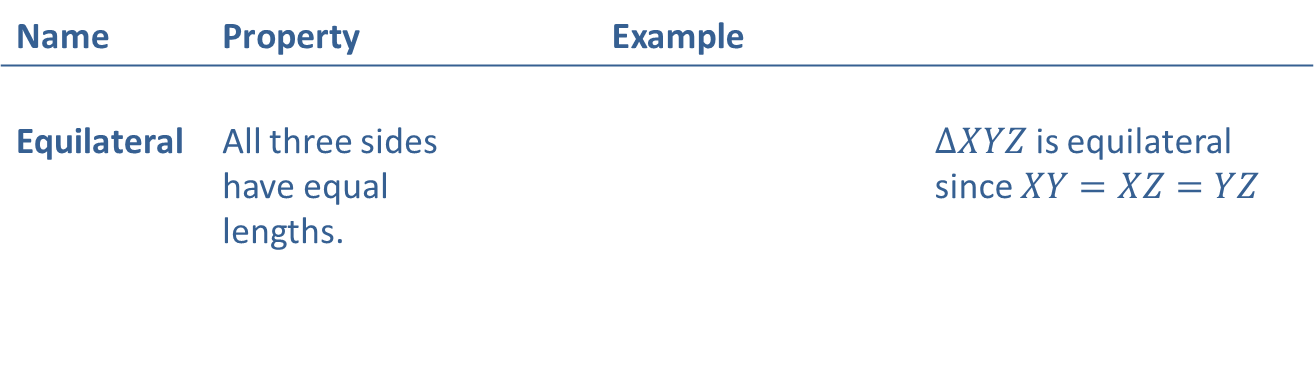 Name Property Example
Equilateral All three sides ΔXYZ is equilateral
have equal since XY = XZ = YZ
lengths.